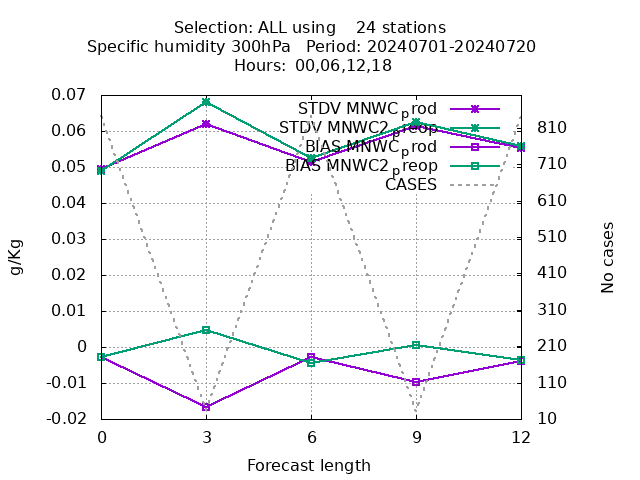 Selection: ALL using    24 stations
Specific humidity 300hPa   Period: 20240701-20240720
Hours:  00,06,12,18
0.07
0.06
0.05
0.04
0.03
0.02
0.01
0
-0.01
-0.02
g/Kg
STDV MNWC_prod
STDV MNWC2_preop
BIAS MNWC_prod
BIAS MNWC2_preop
CASES
810
710
610
510
410
310
210
110
10
No cases
0 3 6 9 12
Forecast length